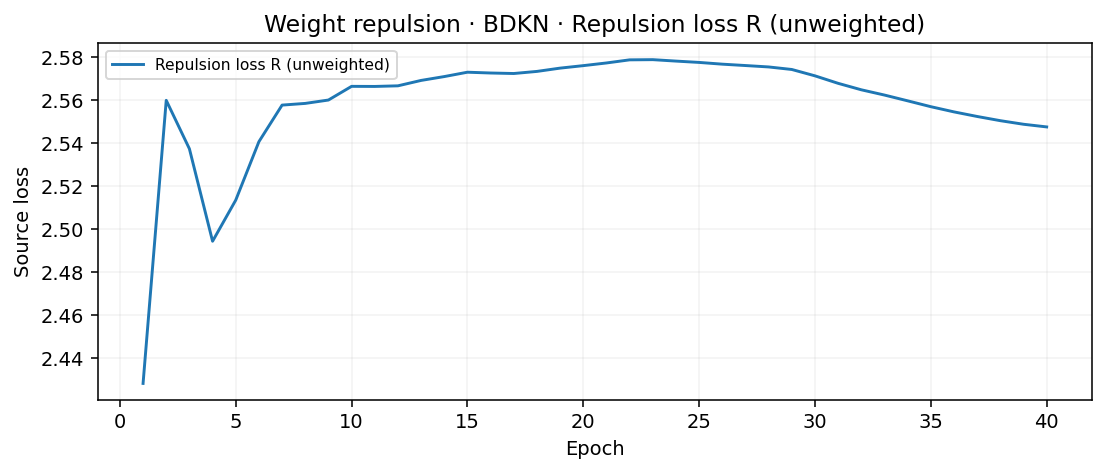 Weight repulsion · BDKN · Repulsion loss R (unweighted)
Repulsion loss R (unweighted)
Source loss
2.58
2.56
2.54
2.52
2.50
2.48
2.46
2.44
0 5 10 15 20 25 30 35 40
Epoch